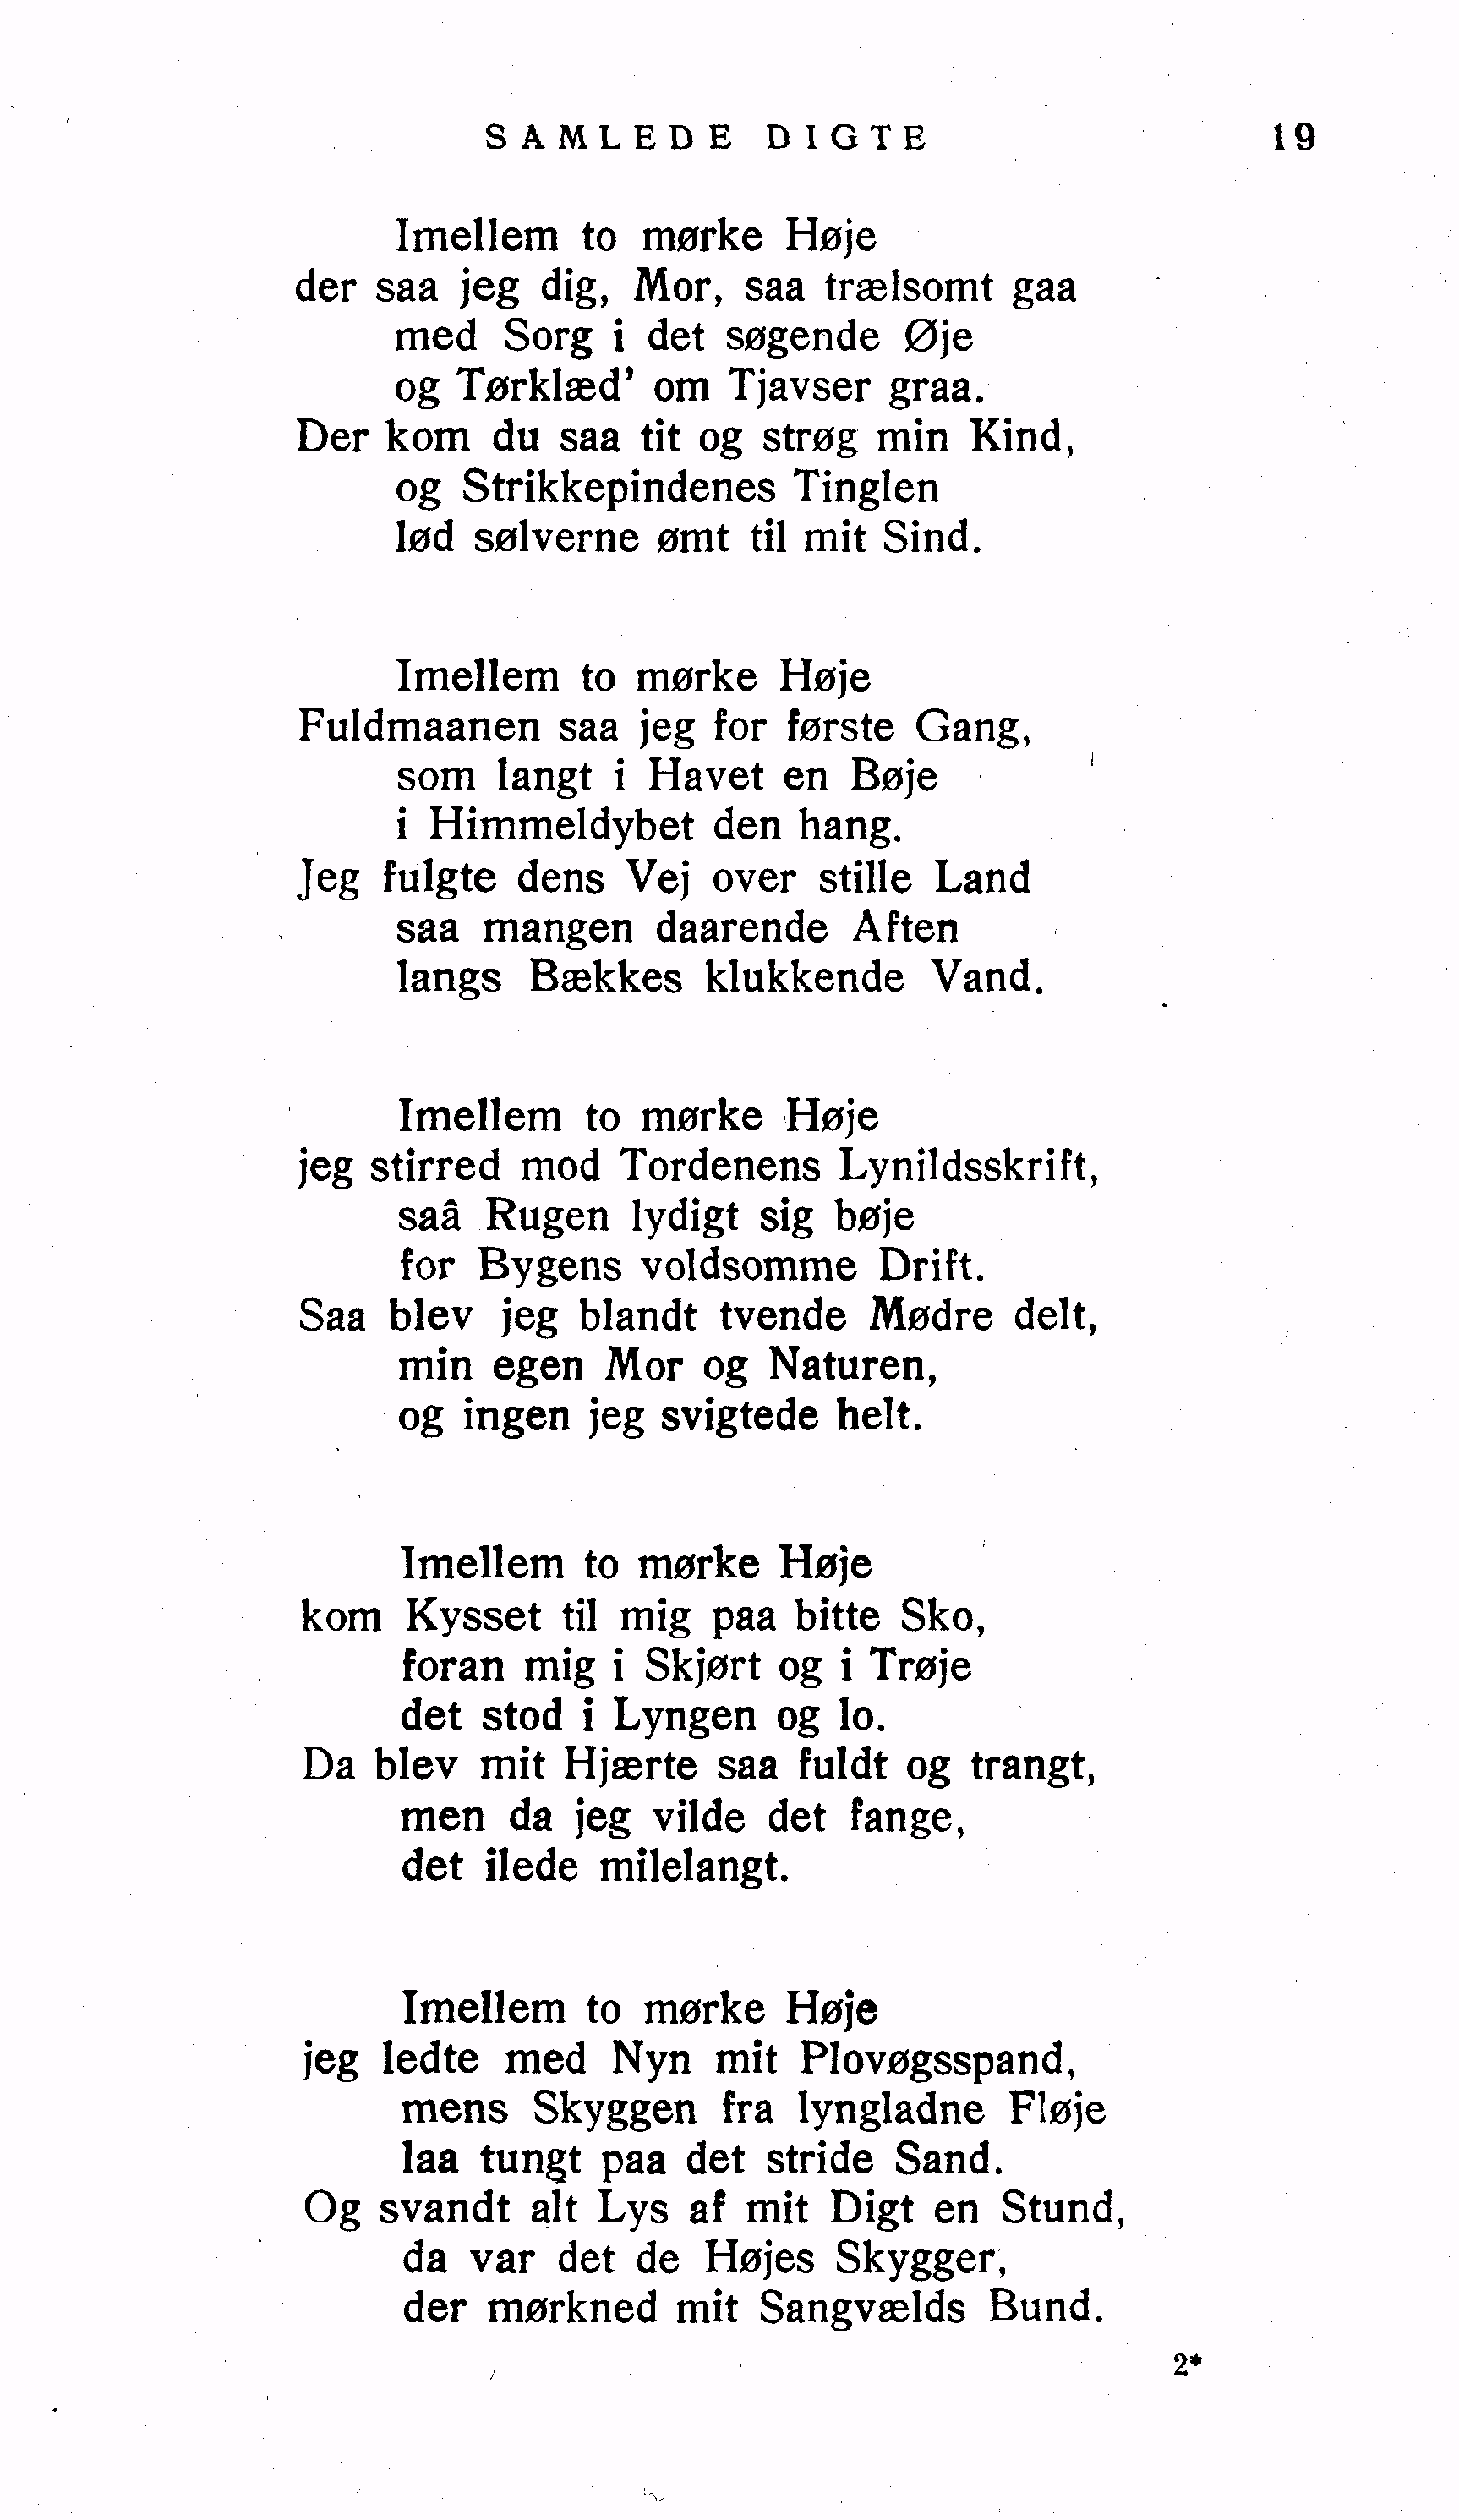 SAMLEDE DIGTE 19
Imellem to mørke Høje
der saa jeg dig, Mor, saa trælsomt gaa
med Sorg i det søgende Øje
og Tørklæd' om Tjavser graa.
Der kom du saa tit og strøg min Kind,
og Strikkepindenes Tinglen
lød sølverne ømt til mit Sind.
Imellem to mørke Høje
Fuldmaanen saa jeg for første Gang,
som langt i Havet en Bøje
i Himmeldybet den hang.
Jeg fulgte dens Vej over stille Land
saa mangen daarende Aften
langs Bækkes klukkende Vand.
Imellem to mørke Høje
jeg stirred mod Tordenens Lynildsskrift,
saâ Rugen lydigt sig bøje
for Bygens voldsomme Drift.
Saa blev jeg blandt tvende Mødre delt,
min egen Mor og Naturen,
og ingen jeg svigtede helt.
Imellem to mørke Høje
kom Kysset til mig paa bitte Sko,
foran mig i Skjørt og i Trøje
det stod i Lyngen og lo.
Da blev mit Hjærte saa fuldt og trangt,
men da jeg vilde det fange,
det ilede milelangt.
Imellem to mørke Høje
jeg ledte med Nyn mit Plovøgsspand,
mens Skyggen fra lyngladne Fløje
laa tungt paa det stride Sand.
Og svandt alt Lys af mit Digt en Stund,
da var det de Højes Skygger,
der mørkned mit Sangvælds Bund.
2*